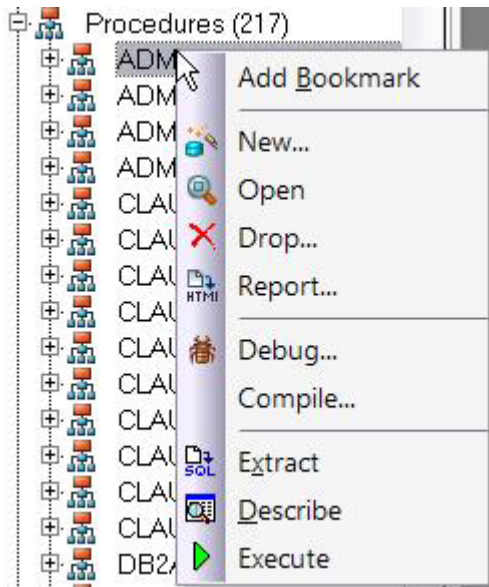 Procedures (217)
ADM
Add Bookmark
ADM
ADM
New...
ADM
Open
CLAU
CLAU
Drop...
CLAU
HTML
Report...
CLAU
CLAU
Debug...
CLAU
Compile...
CLAU
CLAU
SQL
Extract
CLAU
Describe
CLAU
DB2
Execute